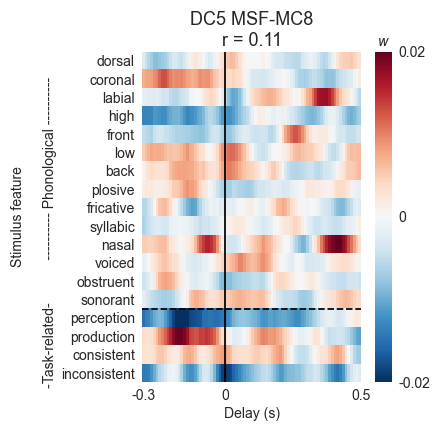 DC5 MSF-MC8
r = 0.11
w
Stimulus feature
---------- Phonological ----------
-Task-related-
dorsal
coronal
labial
high
front
low
back
plosive
fricative
syllabic
nasal
voiced
obstruent
sonorant
perception
production
consistent
inconsistent
0.02
0
-0.02
-0.3
0
0.5
Delay (s)